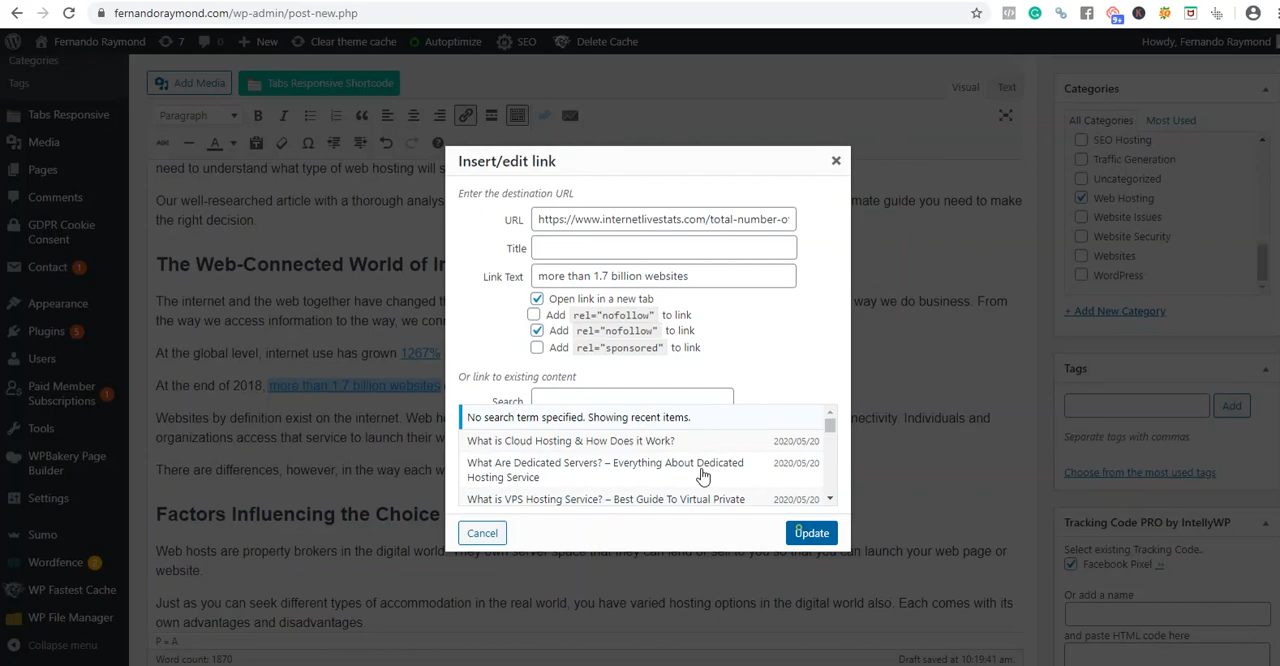 fernandoraymond.com/wp-admin/post-new.php
9+
Fernando Raymond
7
0
New
Clear theme cache
Autoptimize
SEO
Delete Cache
Howdy, Fernando Raymond
Categories
Tags
Tabs Responsive
Media
Pages
Comments
GDPR Cookie
Consent
Contact 1
Appearance
Plugins 5
Users
Paid Member
Subscriptions 1
Tools
WPBakery Page
Builder
Settings
Sumo
Wordfence 2
WP Fastest Cache
WP File Manager
Collapse menu
Add Media
Tabs Responsive Shortcode
Visual
Text
Paragraph
need to understand what type of web hosting will s
Our well-researched article with a thorough analys
mate guide you need to make
the right decision.
The Web-Connected World of In
The internet and the web together have changed th
way we do business. From
the way we access information to the way, we conn
At the global level, internet use has grown 1267%
At the end of 2018, more than 1.7 billion websites
Websites by definition exist on the internet. Web h
nectivity. Individuals and
organizations access that service to launch their w
There are differences, however, in the way each w
Factors Influencing the Choice
Web hosts are property brokers in the digital world. They own server space that they can lend or sell to you so that you can launch your web page or
website.
Just as you can seek different types of accommodation in the real world, you have varied hosting options in the digital world also. Each comes with its
own advantages and disadvantages.
P » A
Word count: 1870
Draft saved at 10:19:41 am.
Insert/edit link
Enter the destination URL
URL https://www.internetlivestats.com/total-number-o
Title
Link Text more than 1.7 billion websites
Open link in a new tab
Add rel="nofollow" to link
Add rel="nofollow" to link
Add rel="sponsored" to link
Or link to existing content
Search
No search term specified. Showing recent items.
What is Cloud Hosting & How Does it Work? 2020/05/20
What Are Dedicated Servers? – Everything About Dedicated
Hosting Service 2020/05/20
What is VPS Hosting Service? – Best Guide To Virtual Private 2020/05/20
Cancel
Update
Categories
All Categories
Most Used
SEO Hosting
Traffic Generation
Uncategorized
Web Hosting
Website Issues
Website Security
Websites
WordPress
+ Add New Category
Tags
Add
Separate tags with commas
Choose from the most used tags
Tracking Code PRO by IntellyWP
Select existing Tracking Code..
Facebook Pixel »
Or add a name
and paste HTML code here